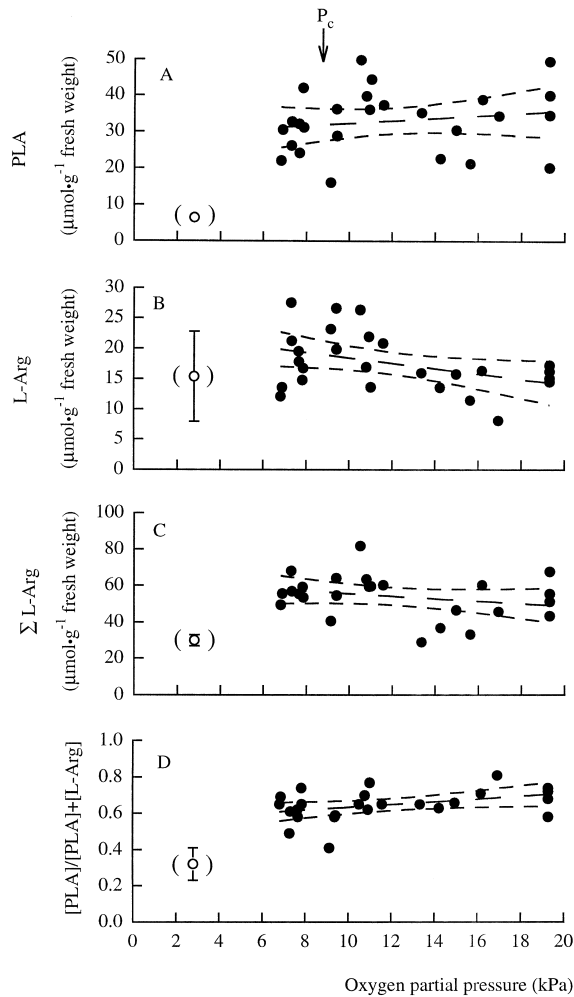 Pc
A
PLA
(μmol•g-1 fresh weight)
50
40
30
20
10
0
( )
B
L-Arg
(μmol•g-1 fresh weight)
30
25
20
15
10
5
0
( )
C
Σ L-Arg
(μmol•g-1 fresh weight)
100
80
60
40
20
0
( )
D
[PLA]/[PLA]+[L-Arg]
1.0
0.8
0.6
0.4
0.2
0.0
( )
0 2 4 6 8 10 12 14 16 18 20
Oxygen partial pressure (kPa)